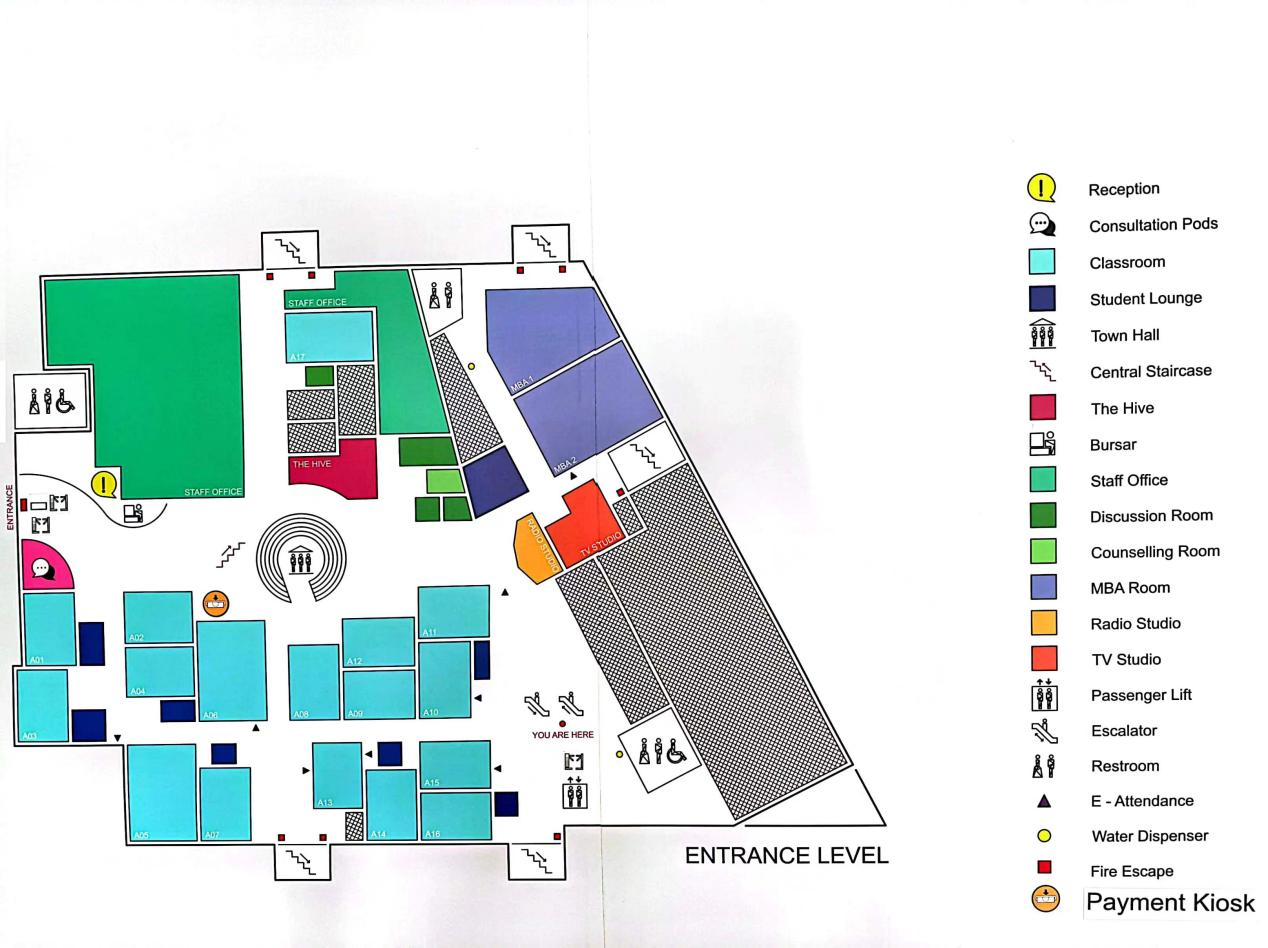 STAFF OFFICE
A17
THE HIVE
STAFF OFFICE
MBA 1
MBA 2
TV STUDIO
RADIO STUDIO
ENTRANCE
A01
A02
A03
A04
A05
A06
A07
A08
A09
A10
A11
A12
A13
A14
A15
A16
YOU ARE HERE
ENTRANCE LEVEL
Reception
Consultation Pods
Classroom
Student Lounge
Town Hall
Central Staircase
The Hive
Bursar
Staff Office
Discussion Room
Counselling Room
MBA Room
Radio Studio
TV Studio
Passenger Lift
Escalator
Restroom
E - Attendance
Water Dispenser
Fire Escape
Payment Kiosk